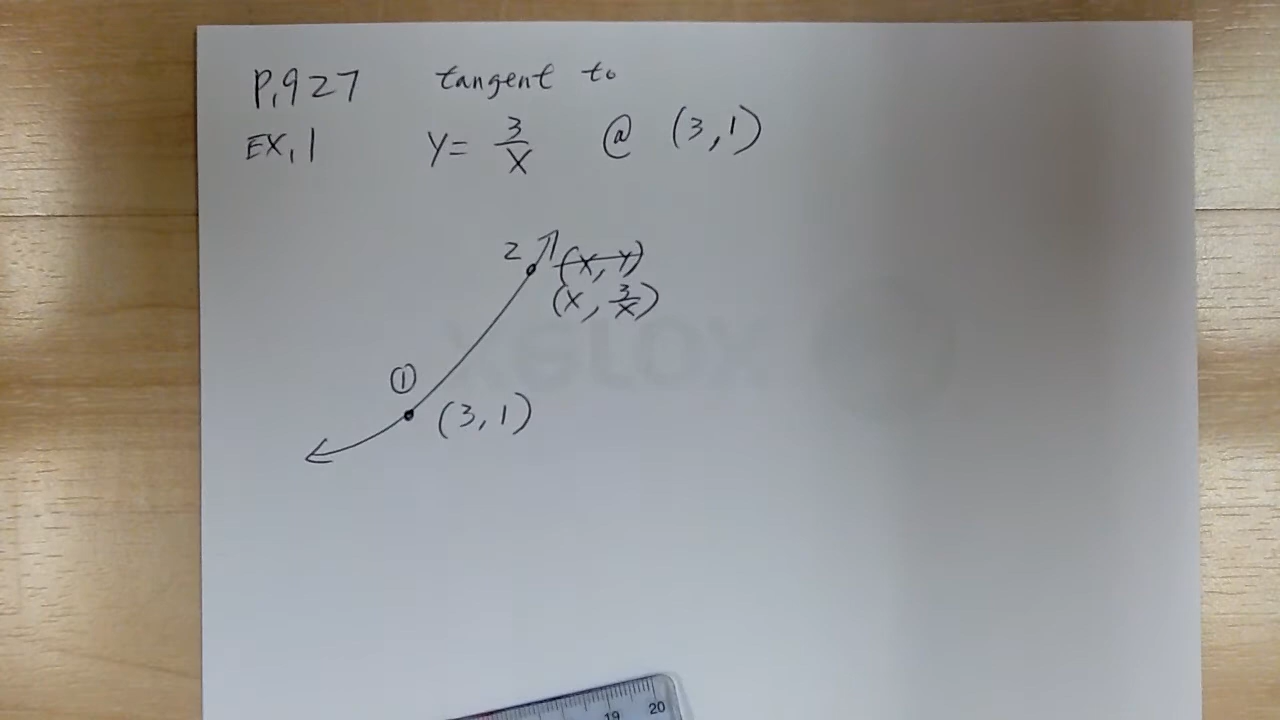 P.927 tangent to
EX.1 Y= 3/X @ (3,1)
2 (X, Y)
(X, 3/X)
①
(3,1)
19 20